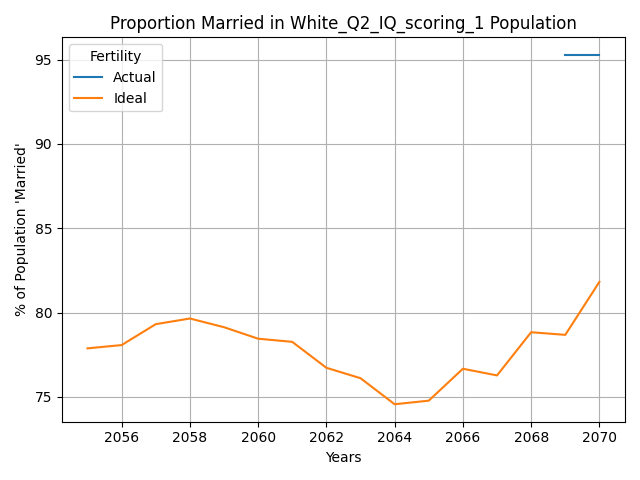 Proportion Married in White_Q2_IQ_scoring_1 Population
Fertility
Actual
Ideal
% of Population 'Married'
95
90
85
80
75
2056 2058 2060 2062 2064 2066 2068 2070
Years